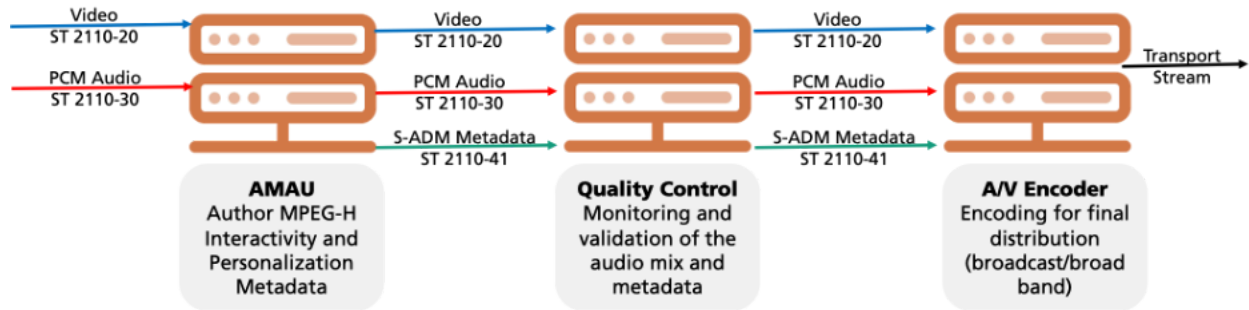 Video
ST 2110-20
PCM Audio
ST 2110-30
Video
ST 2110-20
PCM Audio
ST 2110-30
S-ADM Metadata
ST 2110-41
Video
ST 2110-20
PCM Audio
ST 2110-30
S-ADM Metadata
ST 2110-41
Transport
Stream
AMAU
Author MPEG-H
Interactivity and
Personalization
Metadata
Quality Control
Monitoring and
validation of the
audio mix and
metadata
A/V Encoder
Encoding for final
distribution
(broadcast/broad
band)